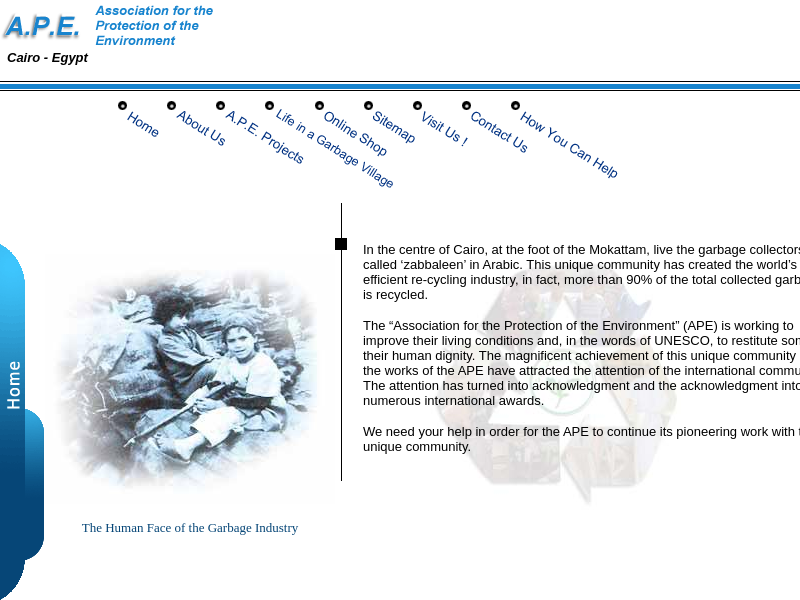 A.P.E.
Association for the
Protection of the
Environment
Cairo - Egypt
Home
About Us
A.P.E. Projects
Life in a Garbage Village
Online Shop
Sitemap
Visit Us !
Contact Us
How You Can Help
In the centre of Cairo, at the foot of the Mokattam, live the garbage collectors
called ‘zabbaleen’ in Arabic. This unique community has created the world’s
efficient re-cycling industry, in fact, more than 90% of the total collected garb
is recycled.
The “Association for the Protection of the Environment” (APE) is working to
improve their living conditions and, in the words of UNESCO, to restitute som
their human dignity. The magnificent achievement of this unique community
the works of the APE have attracted the attention of the international commu
The attention has turned into acknowledgment and the acknowledgment into
numerous international awards.
We need your help in order for the APE to continue its pioneering work with t
unique community.
Home
The Human Face of the Garbage Industry